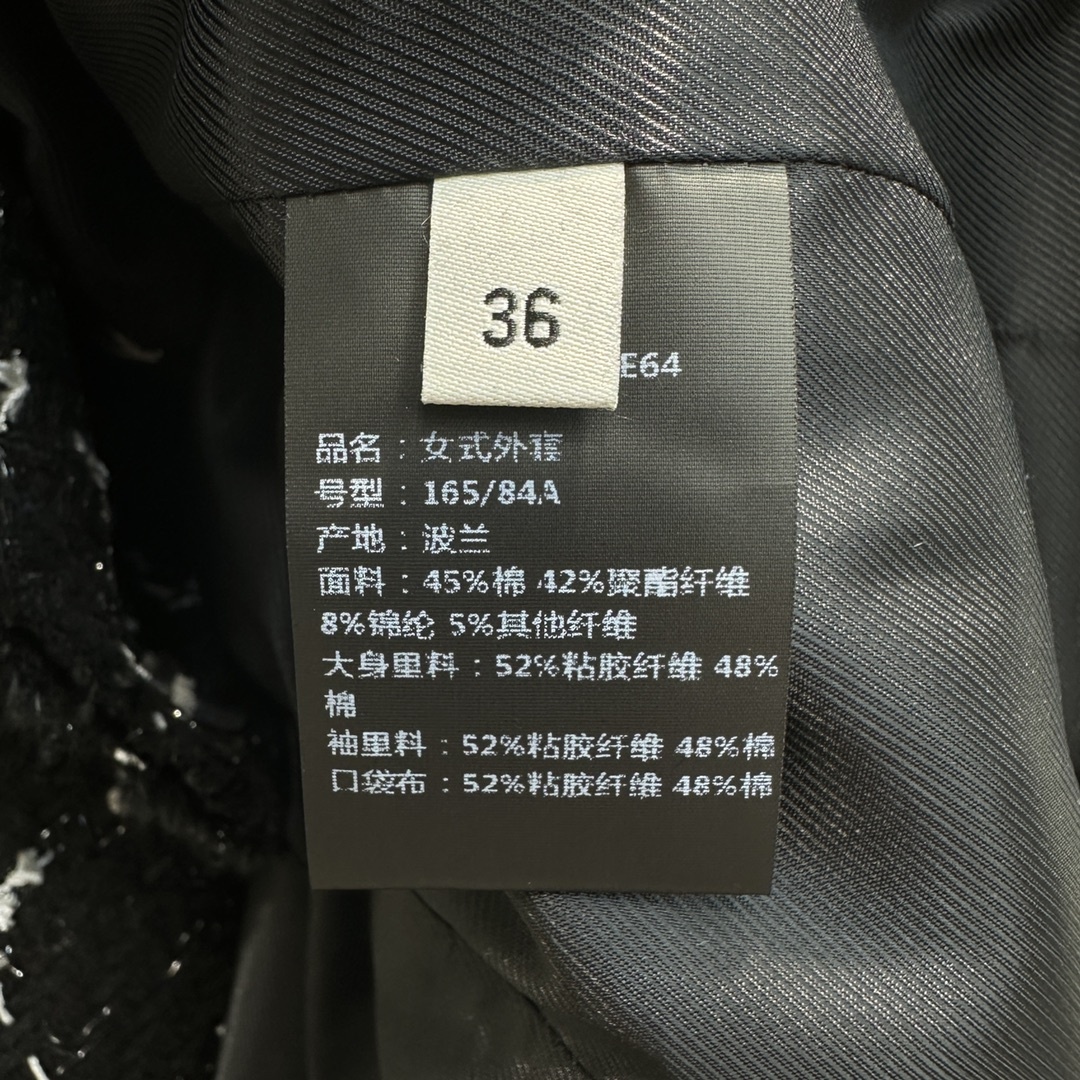 36
E64
品名：女式外套
号型：165/84A
产地：波兰
面料：45%棉 42%聚酯纤维
8%锦纶 5%其他纤维
大身里料：52%粘胶纤维 48%
棉
袖里料：52%粘胶纤维 48%棉
口袋布：52%粘胶纤维 48%棉